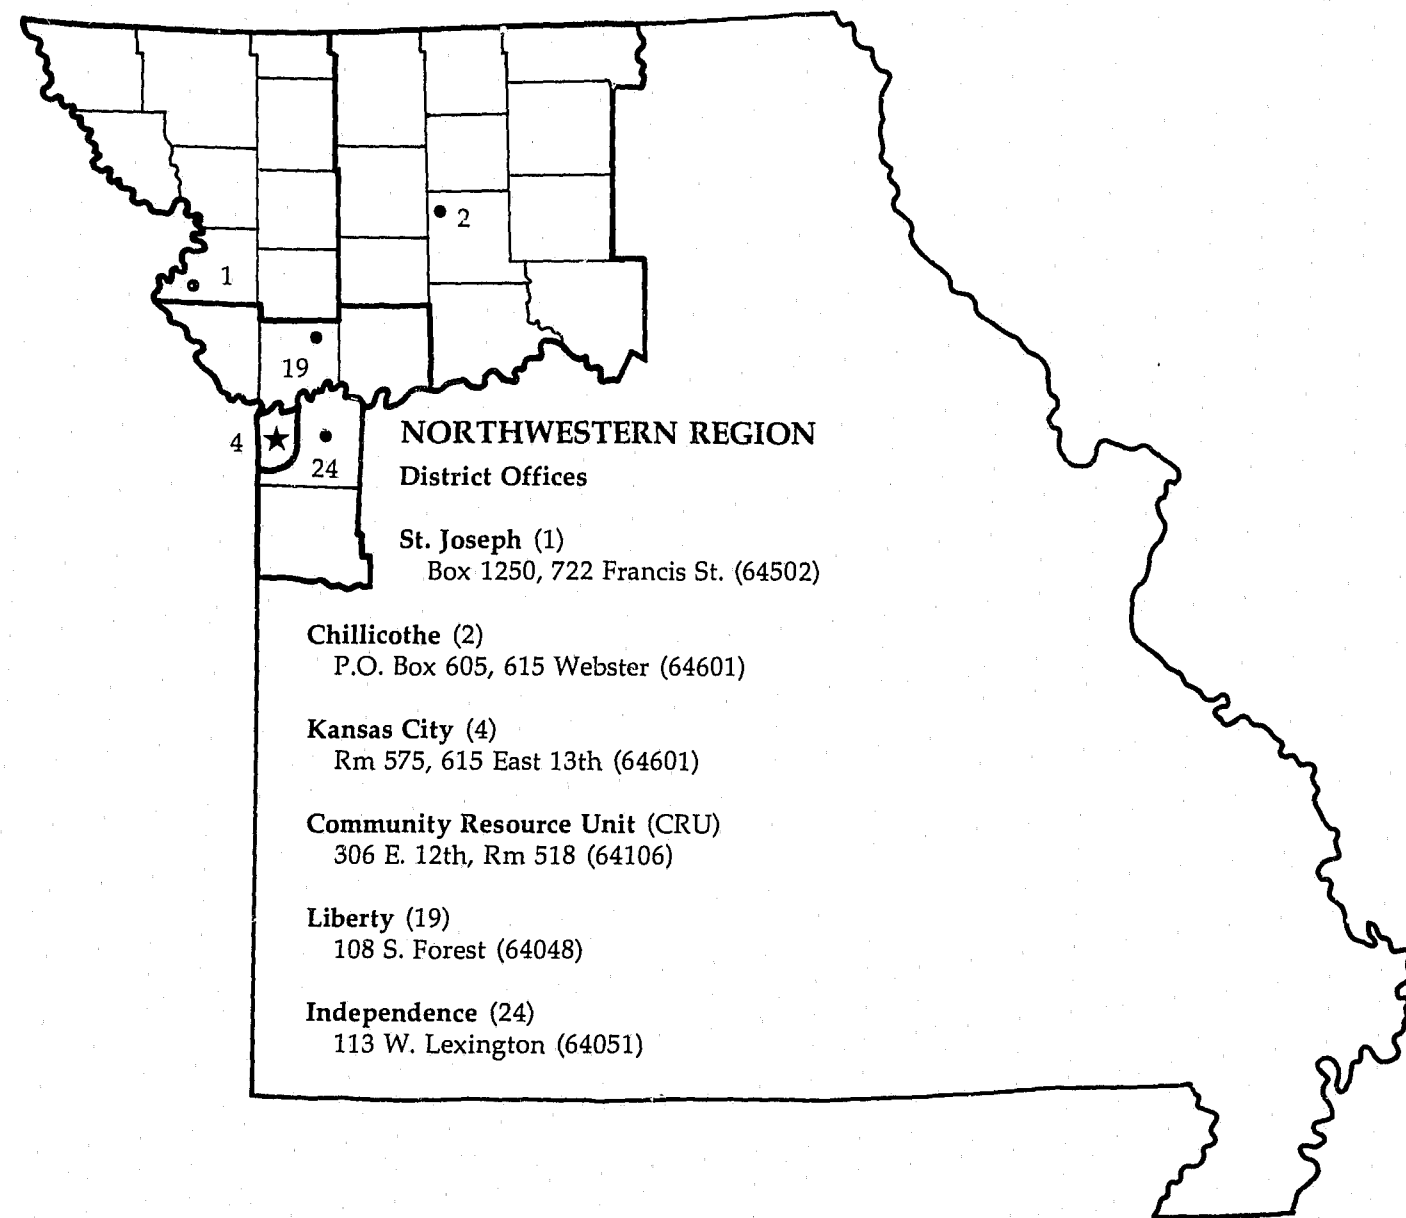 2
1
19
4
24
NORTHWESTERN REGION
District Offices
St. Joseph (1)
Box 1250, 722 Francis St. (64502)
Chillicothe (2)
P.O. Box 605, 615 Webster (64601)
Kansas City (4)
Rm 575, 615 East 13th (64601)
Community Resource Unit (CRU)
306 E. 12th, Rm 518 (64106)
Liberty (19)
108 S. Forest (64048)
Independence (24)
113 W. Lexington (64051)